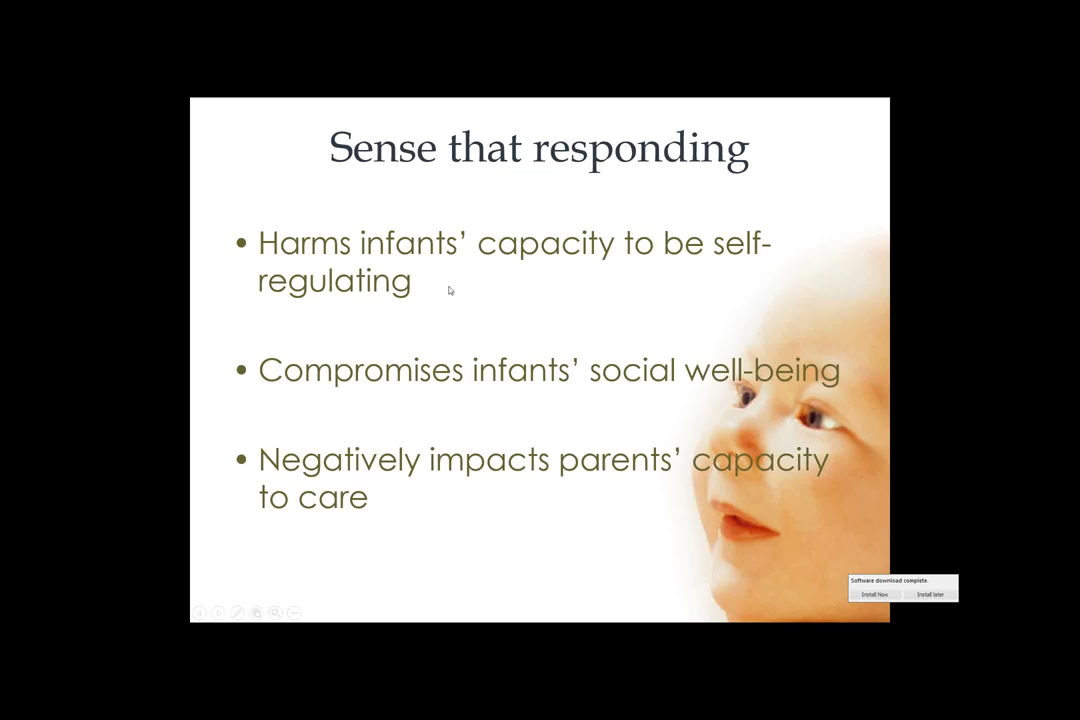 Sense that responding
• Harms infants’ capacity to be self-
regulating
• Compromises infants’ social well-being
• Negatively impacts parents’ capacity
to care
Software download complete.
Install Now Install later